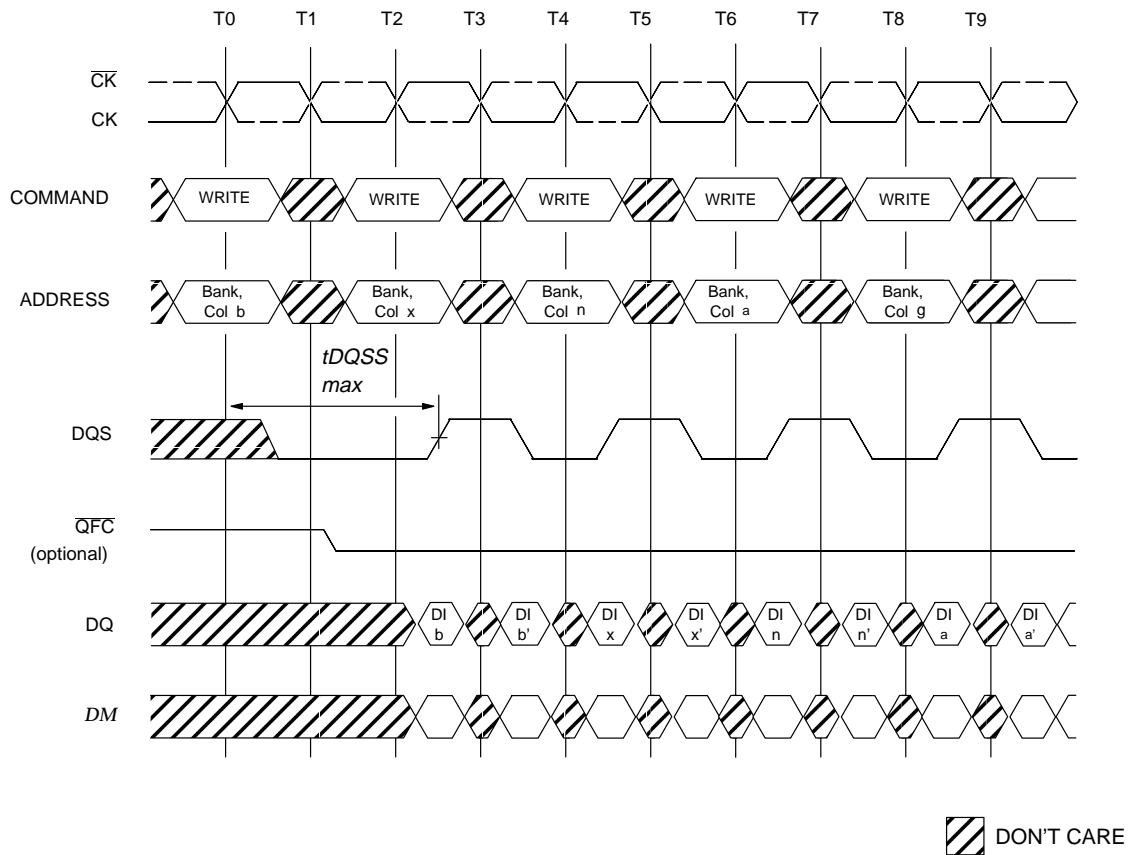 T0 T1 T2 T3 T4 T5 T6 T7 T8 T9
CK
CK
COMMAND WRITE WRITE WRITE WRITE WRITE
ADDRESS Bank, Bank, Bank, Bank, Bank,
Col b Col x Col n Col a Col g
tDQSS
max
DQS
QFC
(optional)
DQ DI DI DI DI DI DI DI DI
b b' x x' n n' a a'
DM
DON'T CARE